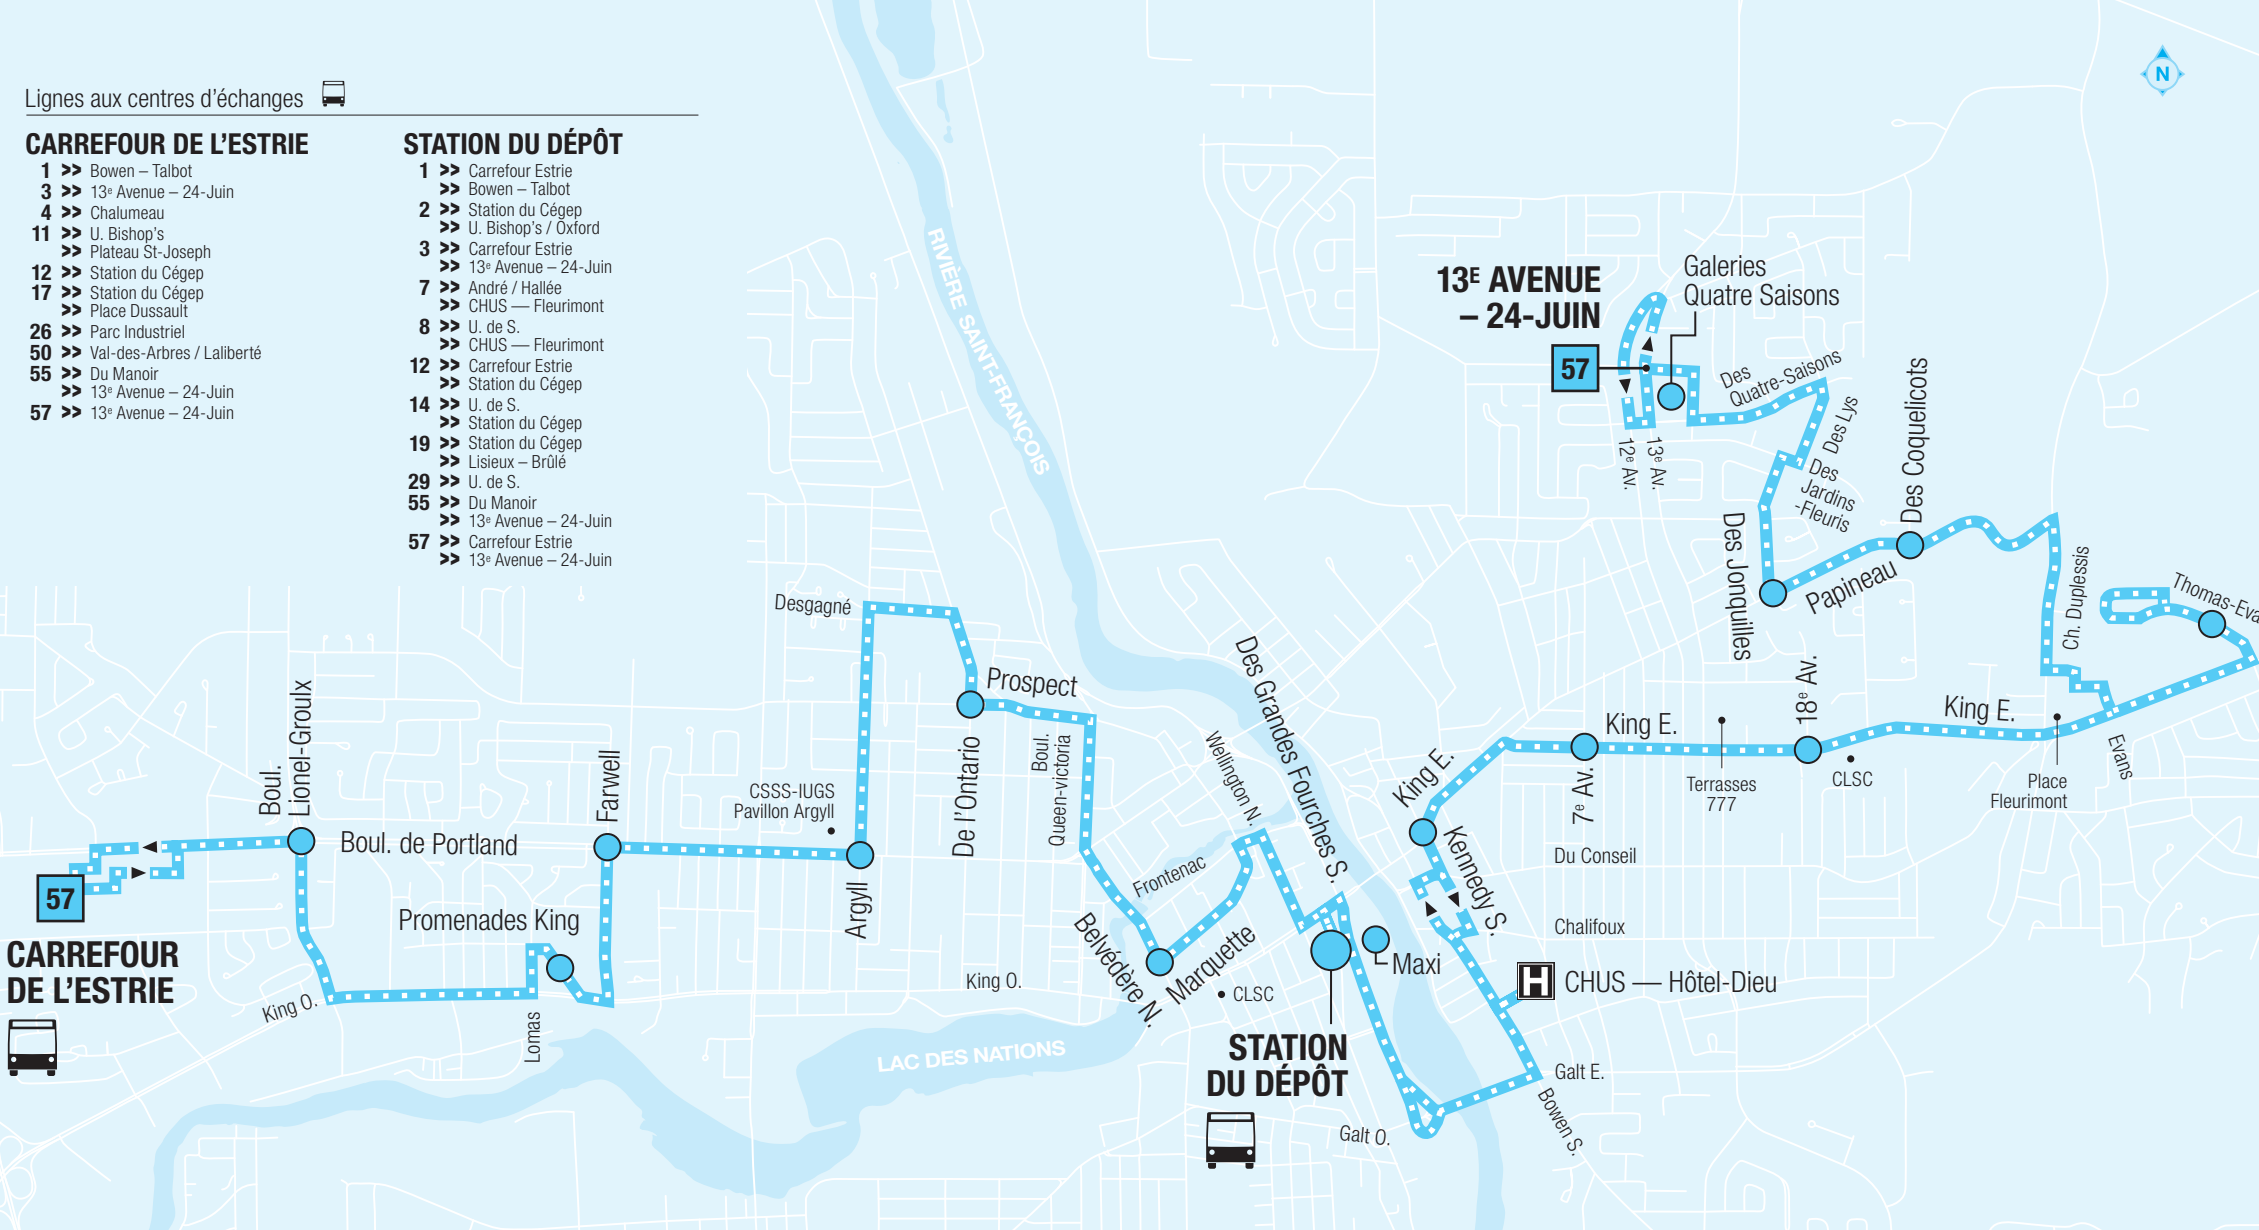 Lignes aux centres d'échanges
CARREFOUR DE L'ESTRIE
1 >> Bowen – Talbot
3 >> 13e Avenue – 24-Juin
4 >> Chalumeau
11 >> U. Bishop's
>> Plateau St-Joseph
12 >> Station du Cégep
17 >> Station du Cégep
>> Place Dussault
26 >> Parc Industriel
50 >> Val-des-Arbres / Laliberté
55 >> Du Manoir
>> 13e Avenue – 24-Juin
57 >> 13e Avenue – 24-Juin
STATION DU DÉPÔT
1 >> Carrefour Estrie
>> Bowen – Talbot
2 >> Station du Cégep
>> U. Bishop's / Oxford
3 >> Carrefour Estrie
>> 13e Avenue – 24-Juin
7 >> André / Hallée
>> CHUS — Fleurimont
8 >> U. de S.
>> CHUS — Fleurimont
12 >> Carrefour Estrie
>> Station du Cégep
14 >> U. de S.
>> Station du Cégep
19 >> Station du Cégep
>> Lisieux – Brûlé
29 >> U. de S.
55 >> Du Manoir
>> 13e Avenue – 24-Juin
57 >> Carrefour Estrie
>> 13e Avenue – 24-Juin
N
RIVIÈRE SAINT-FRANÇOIS
13E AVENUE
– 24-JUIN
57
Galeries
Quatre Saisons
Des
Quatre-Saisons
Des Lys
12e Av.
13e Av.
Des
Jardins
-Fleuris
Des Coquelicots
Des Jonquilles
Papineau
Ch. Duplessis
Thomas-Eva
Desgagné
Prospect
De l'Ontario
Boul.
Queen-victoria
Boul.
Lionel-Groulx
Farwell
CSSS-IUGS
Pavillon Argyll
Argyll
Boul. de Portland
Promenades King
57
CARREFOUR
DE L'ESTRIE
King O.
Lomas
King O.
LAC DES NATIONS
Belvédère N.
Marquette
Frontenac
Wellington N.
Des Grandes Fourches S.
CLSC
STATION
DU DÉPÔT
Maxi
King E.
Kennedy S.
7e Av.
King E.
Terrasses
777
18e Av.
CLSC
King E.
Place
Fleurimont
Evans
Du Conseil
Chalifoux
H
CHUS — Hôtel-Dieu
Galt E.
Bowen S.
Galt O.